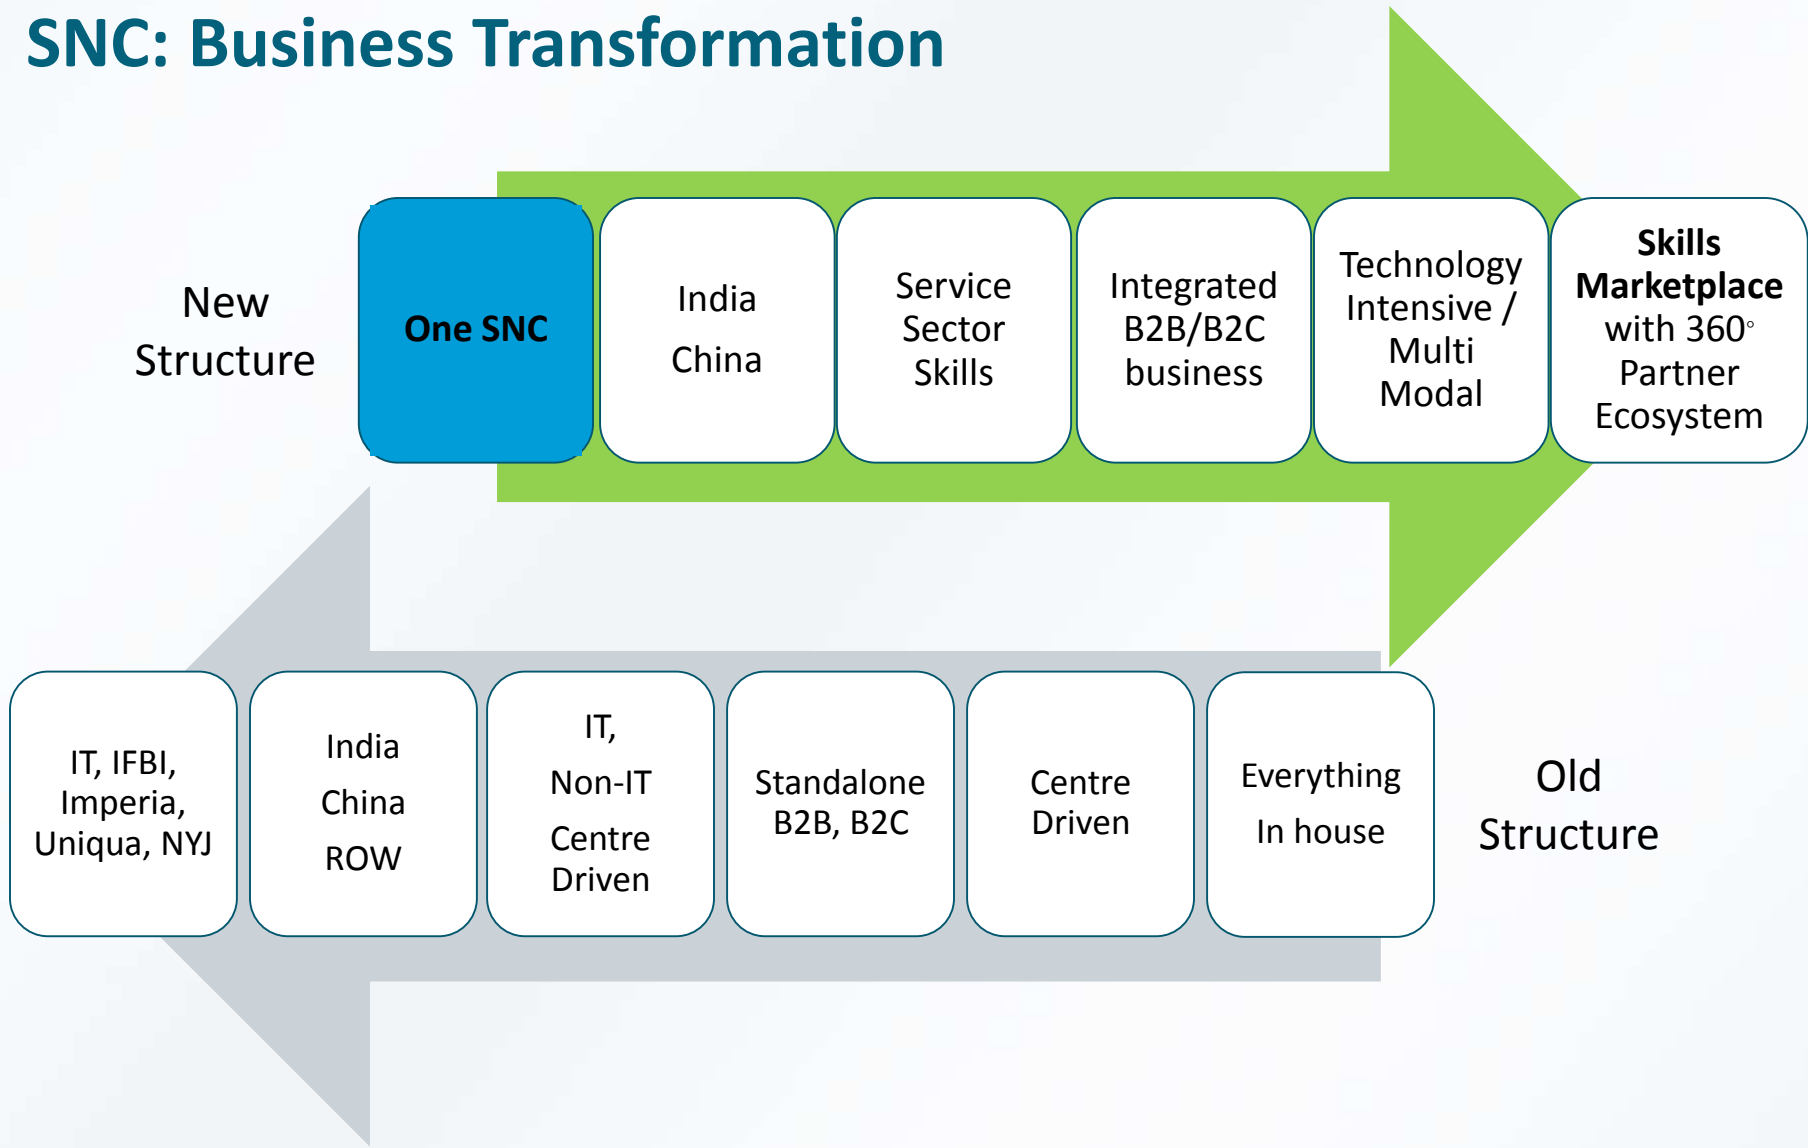 SNC: Business Transformation
New
Structure
One SNC
India
China
Service
Sector
Skills
Integrated
B2B/B2C
business
Technology
Intensive /
Multi
Modal
Skills
Marketplace
with 360°
Partner
Ecosystem
IT, IFBI,
Imperia,
Uniqua, NYJ
India
China
ROW
IT,
Non-IT
Centre
Driven
Standalone
B2B, B2C
Centre
Driven
Everything
In house
Old
Structure